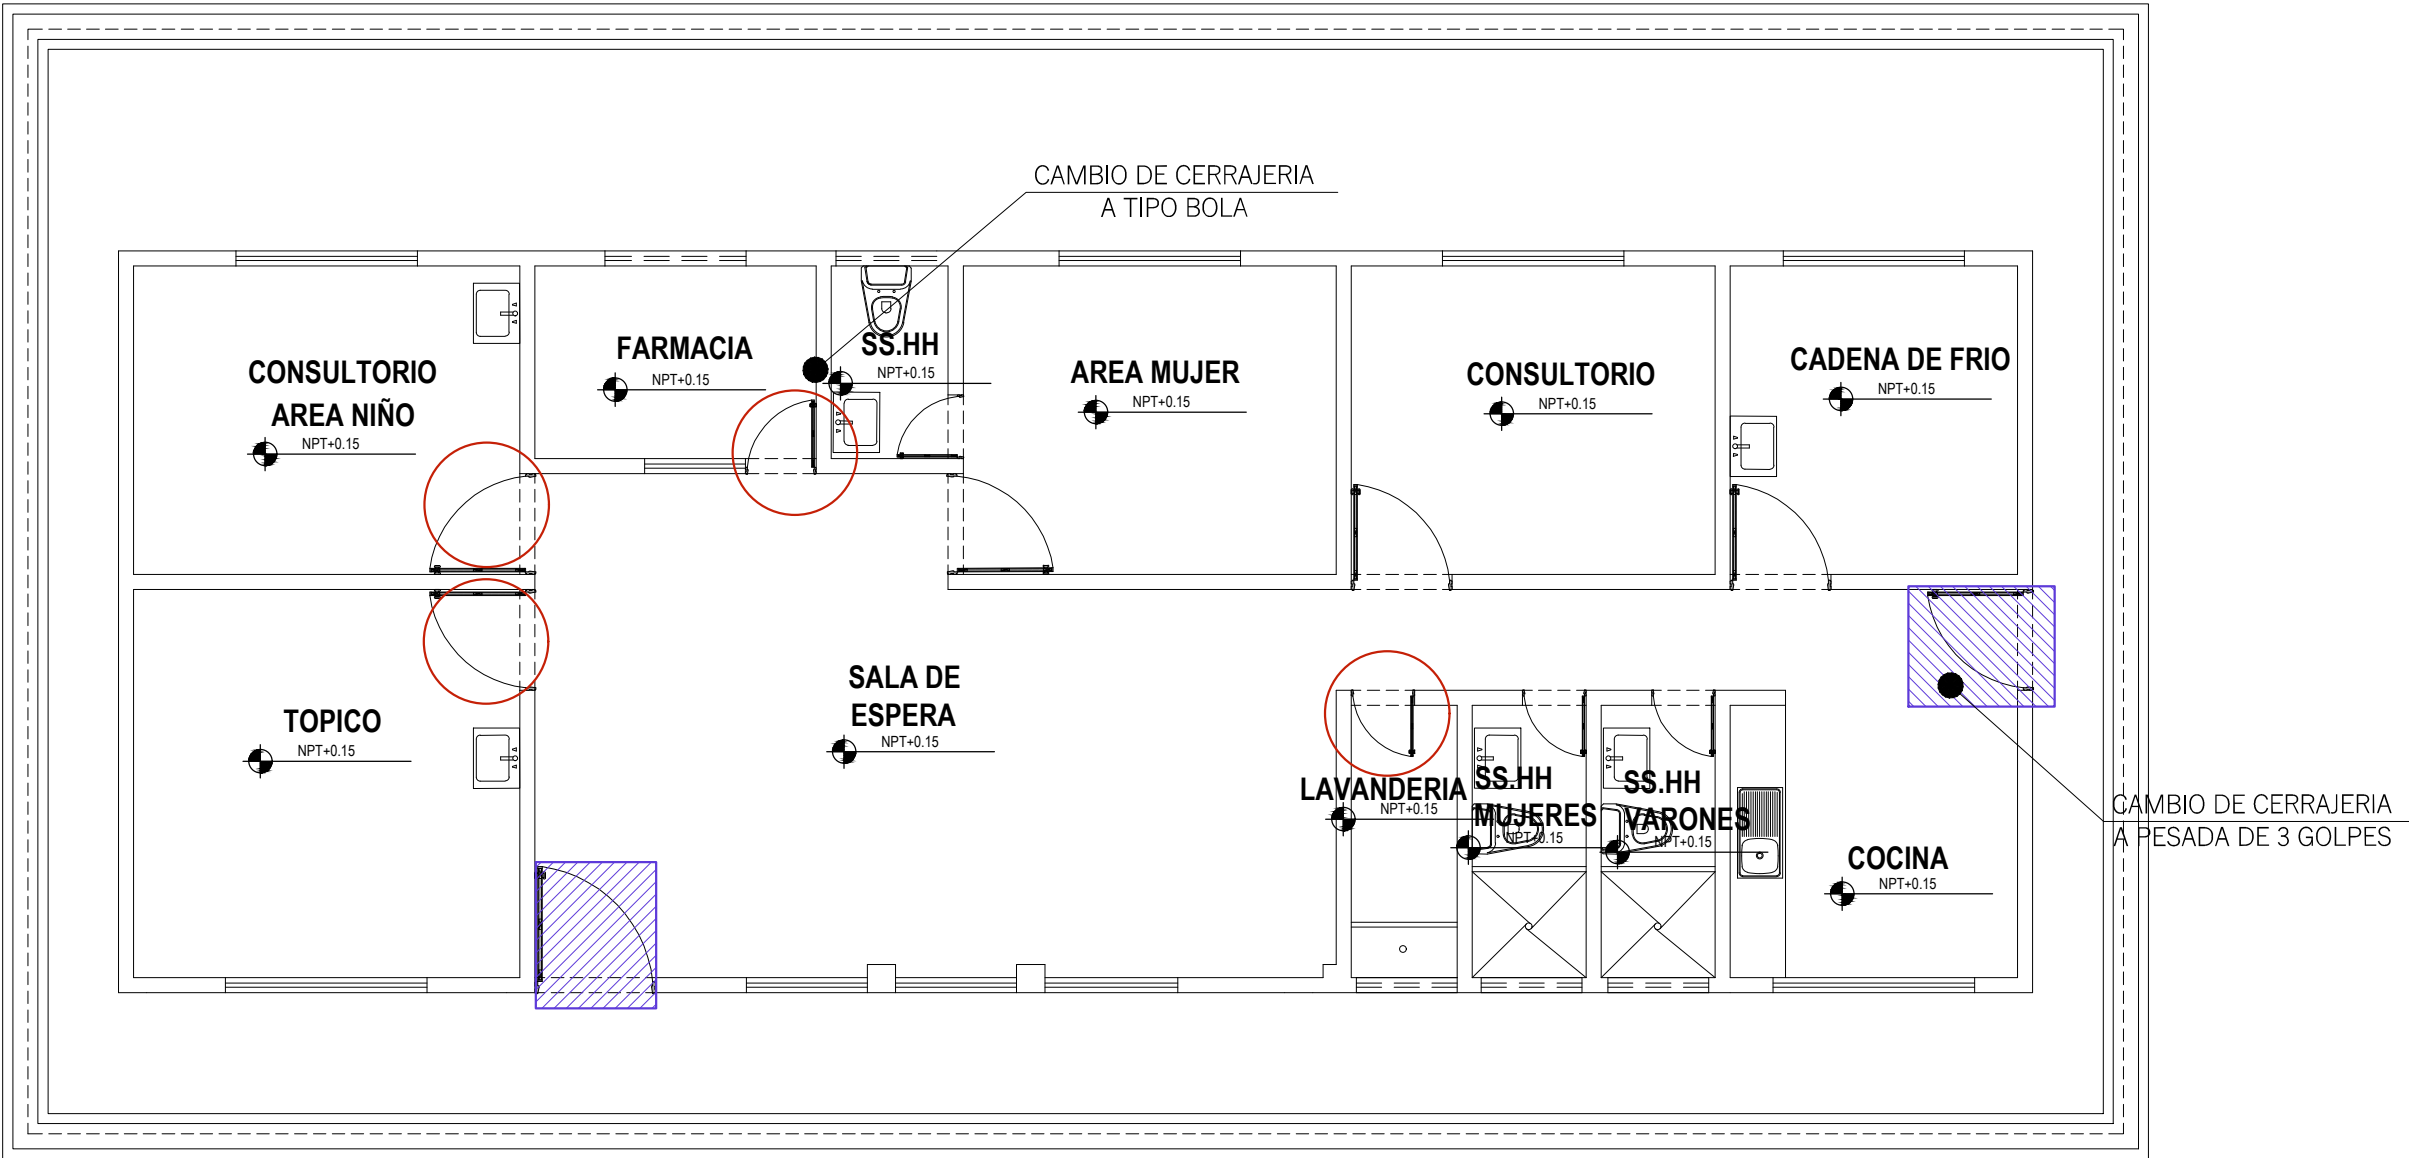 CAMBIO DE CERRAJERIA
A TIPO BOLA
CONSULTORIO
AREA NIÑO
NPT+0.15
FARMACIA
NPT+0.15
SS.HH
NPT+0.15
AREA MUJER
NPT+0.15
CONSULTORIO
NPT+0.15
CADENA DE FRIO
NPT+0.15
TOPICO
NPT+0.15
SALA DE
ESPERA
NPT+0.15
LAVANDERIA
NPT+0.15
SS.HH
MUJERES
NPT+0.15
SS.HH
VARONES
NPT+0.15
COCINA
NPT+0.15
CAMBIO DE CERRAJERIA
A PESADA DE 3 GOLPES